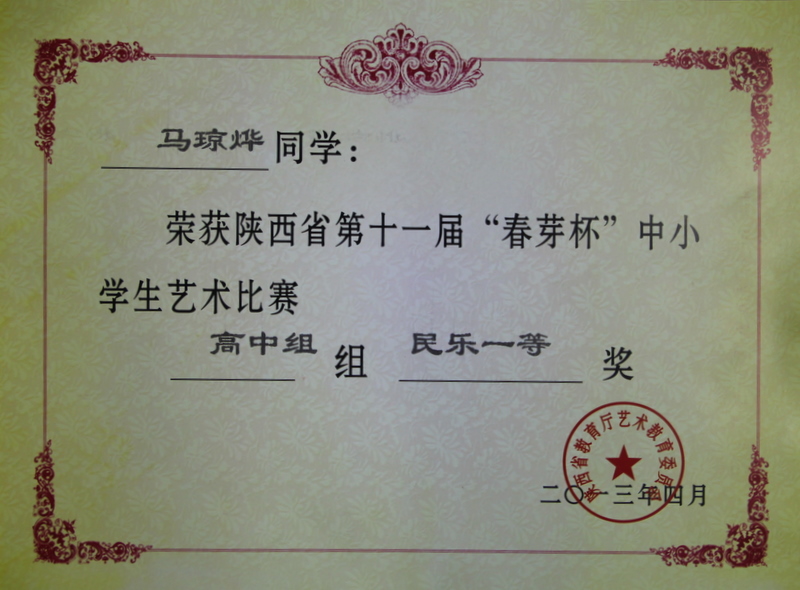 马琼烨同学：
荣获陕西省第十一届“春芽杯”中小
学生艺术比赛
高中组 组 民乐一等 奖
陕西省教育厅艺术教育委员会
二〇一三年四月